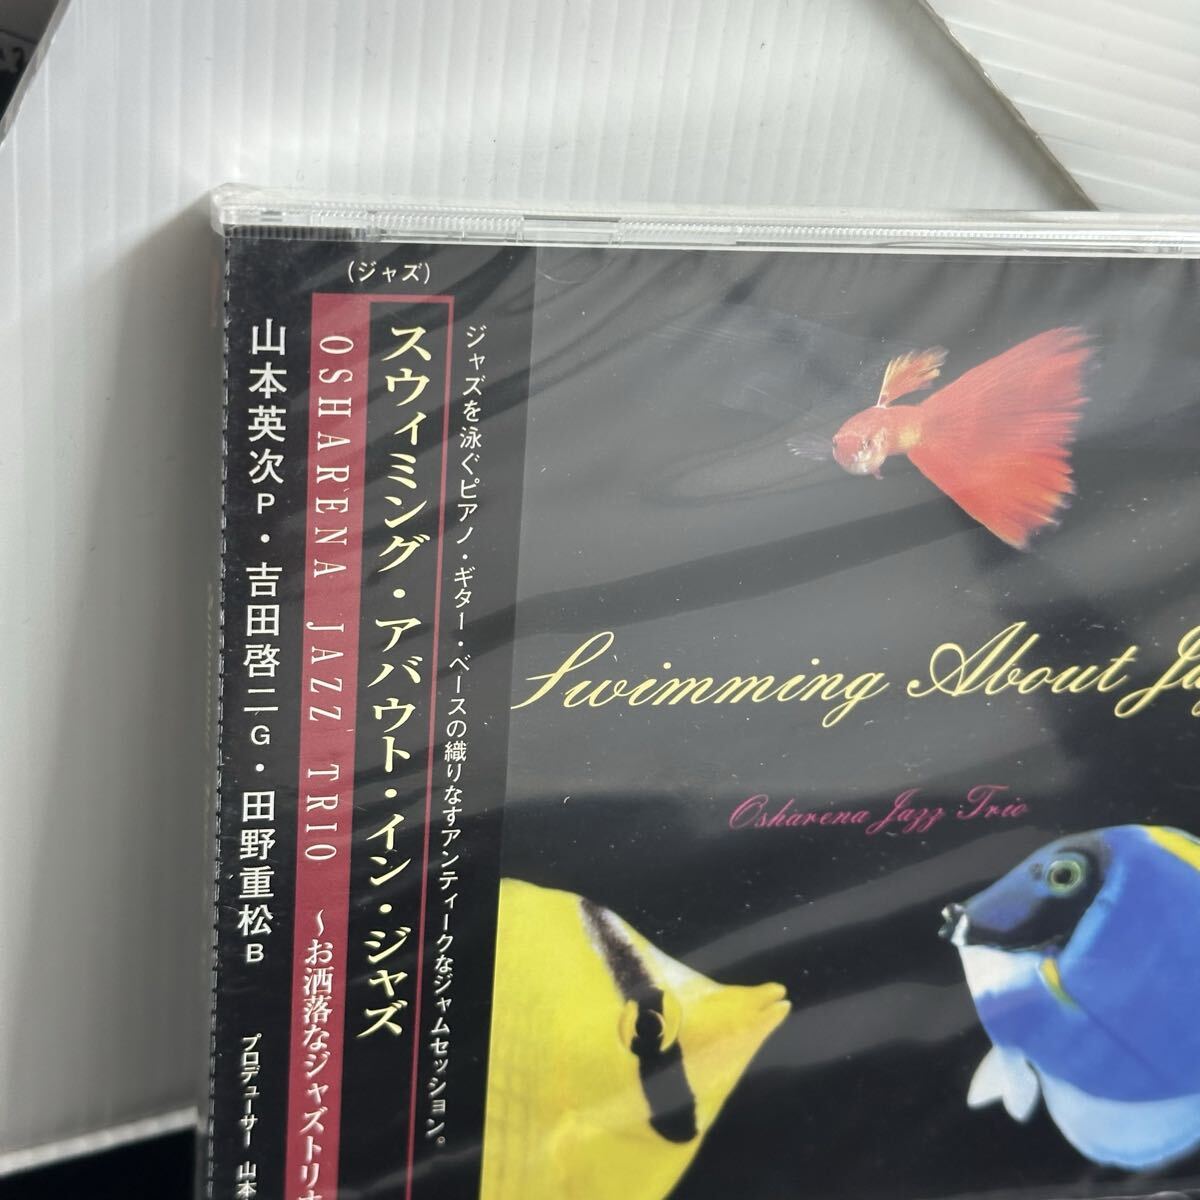 (ジャズ)
ジャズを泳ぐピアノ・ギター・ベースの織りなすアンティークなジャムセッション。
スウィミング・アバウト・イン・ジャズ
OSHARENA JAZZ TRIO 〜お洒落なジャズトリオ
山本英次P・吉田啓二G・田野重松B
プロデューサー 山本
Swimming About
Osharena Jazz Trio